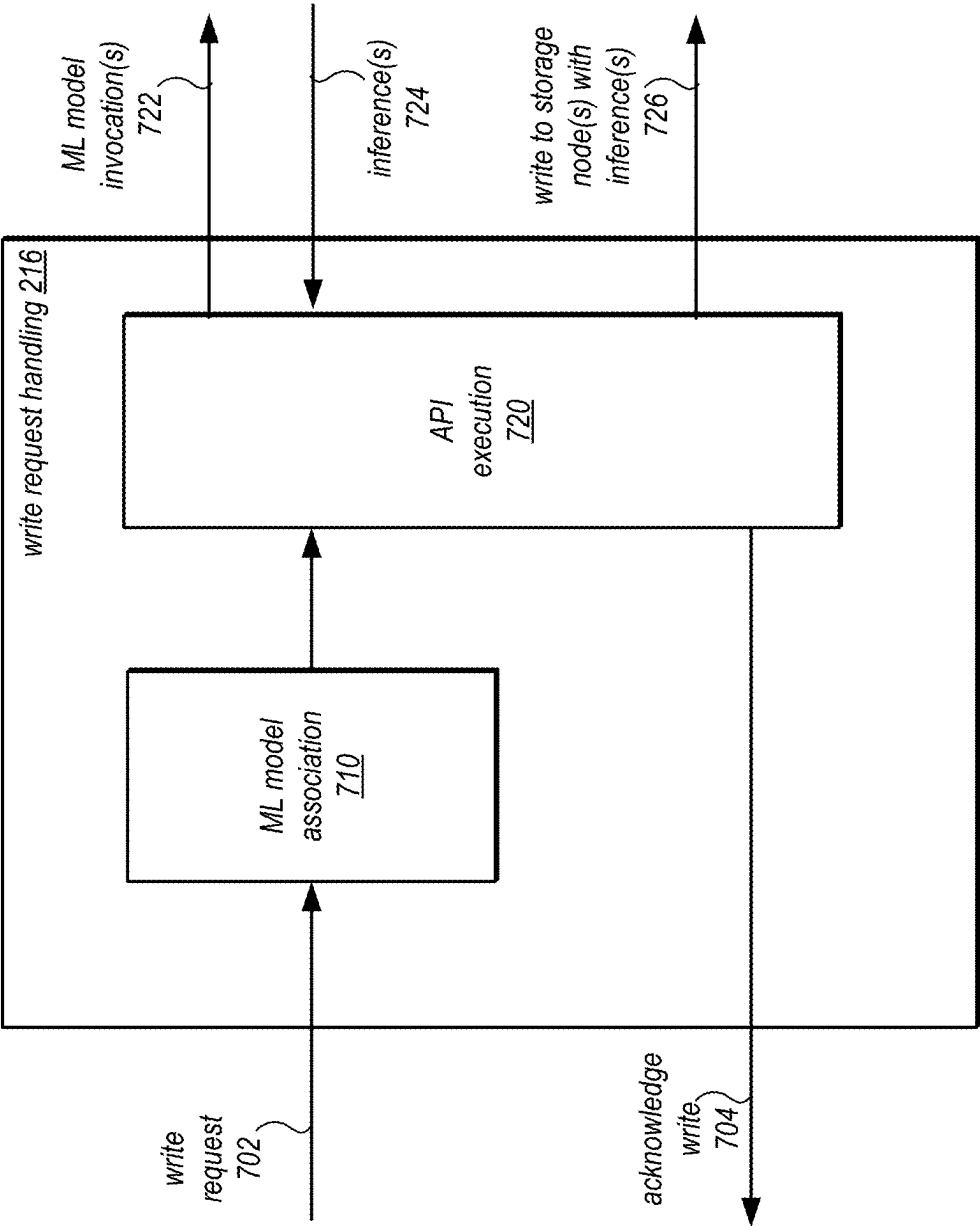 write request handling 216
ML model
invocation(s)
722
inference(s)
724
write to storage
node(s) with
inference(s)
726
API
execution
720
ML model
association
710
write
request
702
acknowledge
write
704